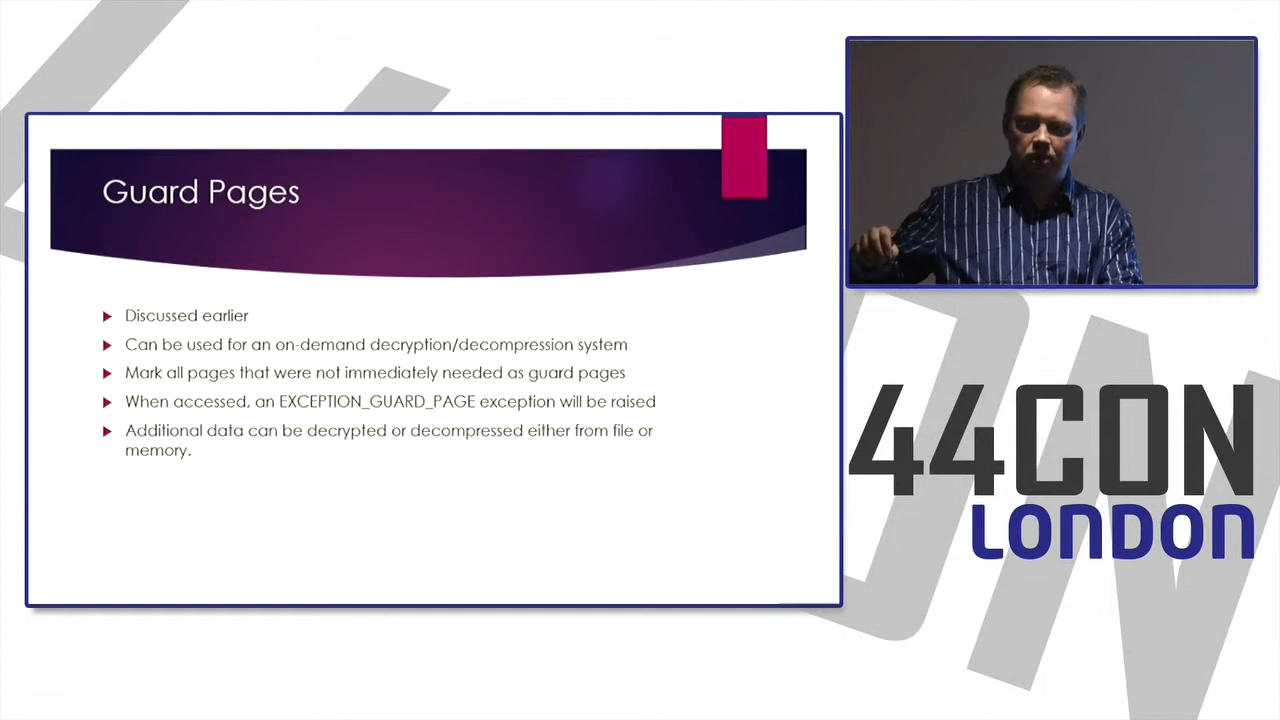 Guard Pages
Discussed earlier
Can be used for an on-demand decryption/decompression system
Mark all pages that were not immediately needed as guard pages
When accessed, an EXCEPTION_GUARD_PAGE exception will be raised
Additional data can be decrypted or decompressed either from file or
memory.
44CON
LONDON